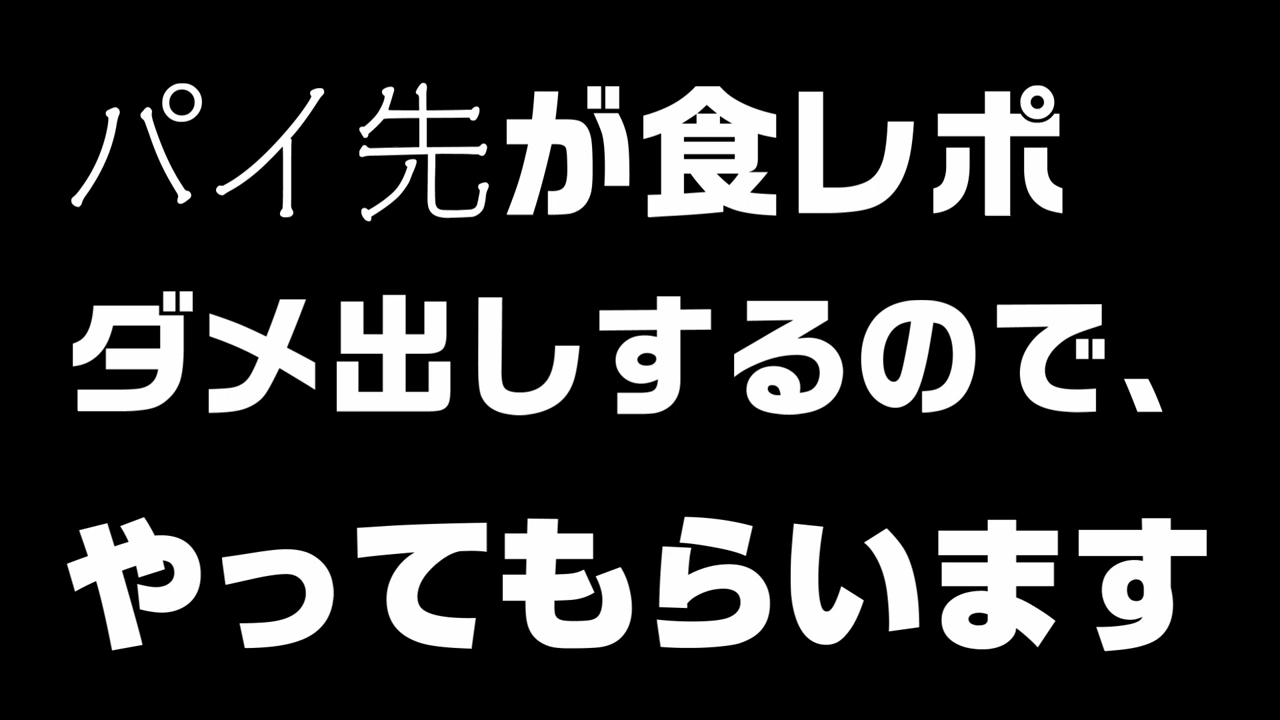 パイ先が食レポ
ダメ出しするので、
やってもらいます